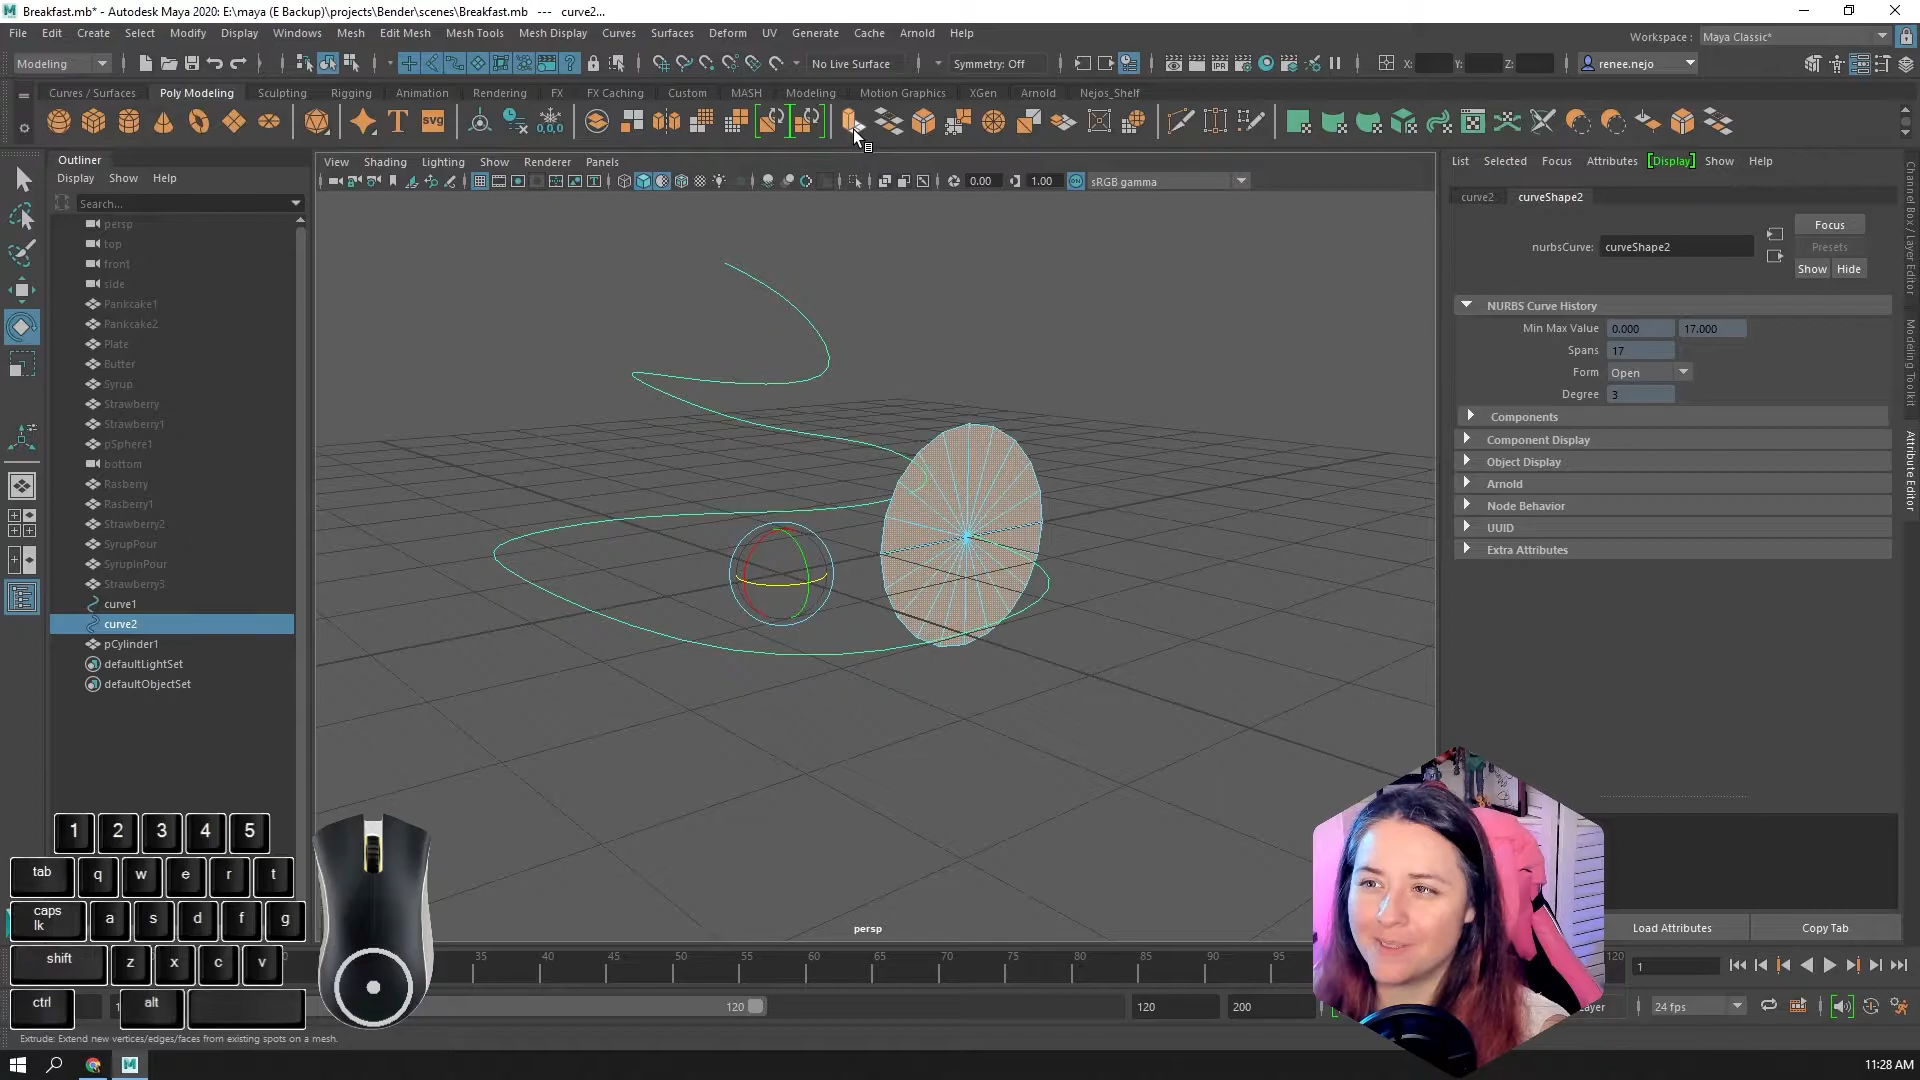 Breakfast.mb* - Autodesk Maya 2020: E:\maya (E Backup)\projects\Bender\scenes\Breakfast.mb --- curve2...
File Edit Create Select Modify Display Windows Mesh Edit Mesh Mesh Tools Mesh Display Curves Surfaces Deform UV Generate Cache Arnold Help
Workspace : Maya Classic*
Modeling
No Live Surface
Symmetry: Off
X: Y: Z:
renee.nejo
Curves / Surfaces Poly Modeling Sculpting Rigging Animation Rendering FX FX Caching Custom MASH Modeling Motion Graphics XGen Arnold Nejos_Shelf
T
svg
0,0,0
Outliner
Display Show Help
Search...
persp
top
front
side
Pankcake1
Pankcake2
Plate
Butter
Syrup
Strawberry
Strawberry1
pSphere1
bottom
Rasberry
Rasberry1
Strawberry2
SyrupPour
SyrupInPour
Strawberry3
curve1
curve2
pCylinder1
defaultLightSet
defaultObjectSet
View Shading Lighting Show Renderer Panels
0.00 1.00 sRGB gamma
persp
List Selected Focus Attributes Display Show Help
curve2 curveShape2
nurbsCurve: curveShape2
Focus
Presets
Show Hide
NURBS Curve History
Min Max Value 0.000 17.000
Spans 17
Form Open
Degree 3
Components
Component Display
Object Display
Arnold
Node Behavior
UUID
Extra Attributes
Load Attributes Copy Tab
Channel Box / Layer Editor
Modeling Toolkit
Attribute Editor
1 2 3 4 5
tab q w e r t
caps lk a s d f g
shift z x c v
ctrl alt
35 40 45 50 55 60 65 70 75 80 85 90 95 120
1
120 120 200
24 fps
Extrude: Extend new vertices/edges/faces from existing spots on a mesh.
11:28 AM